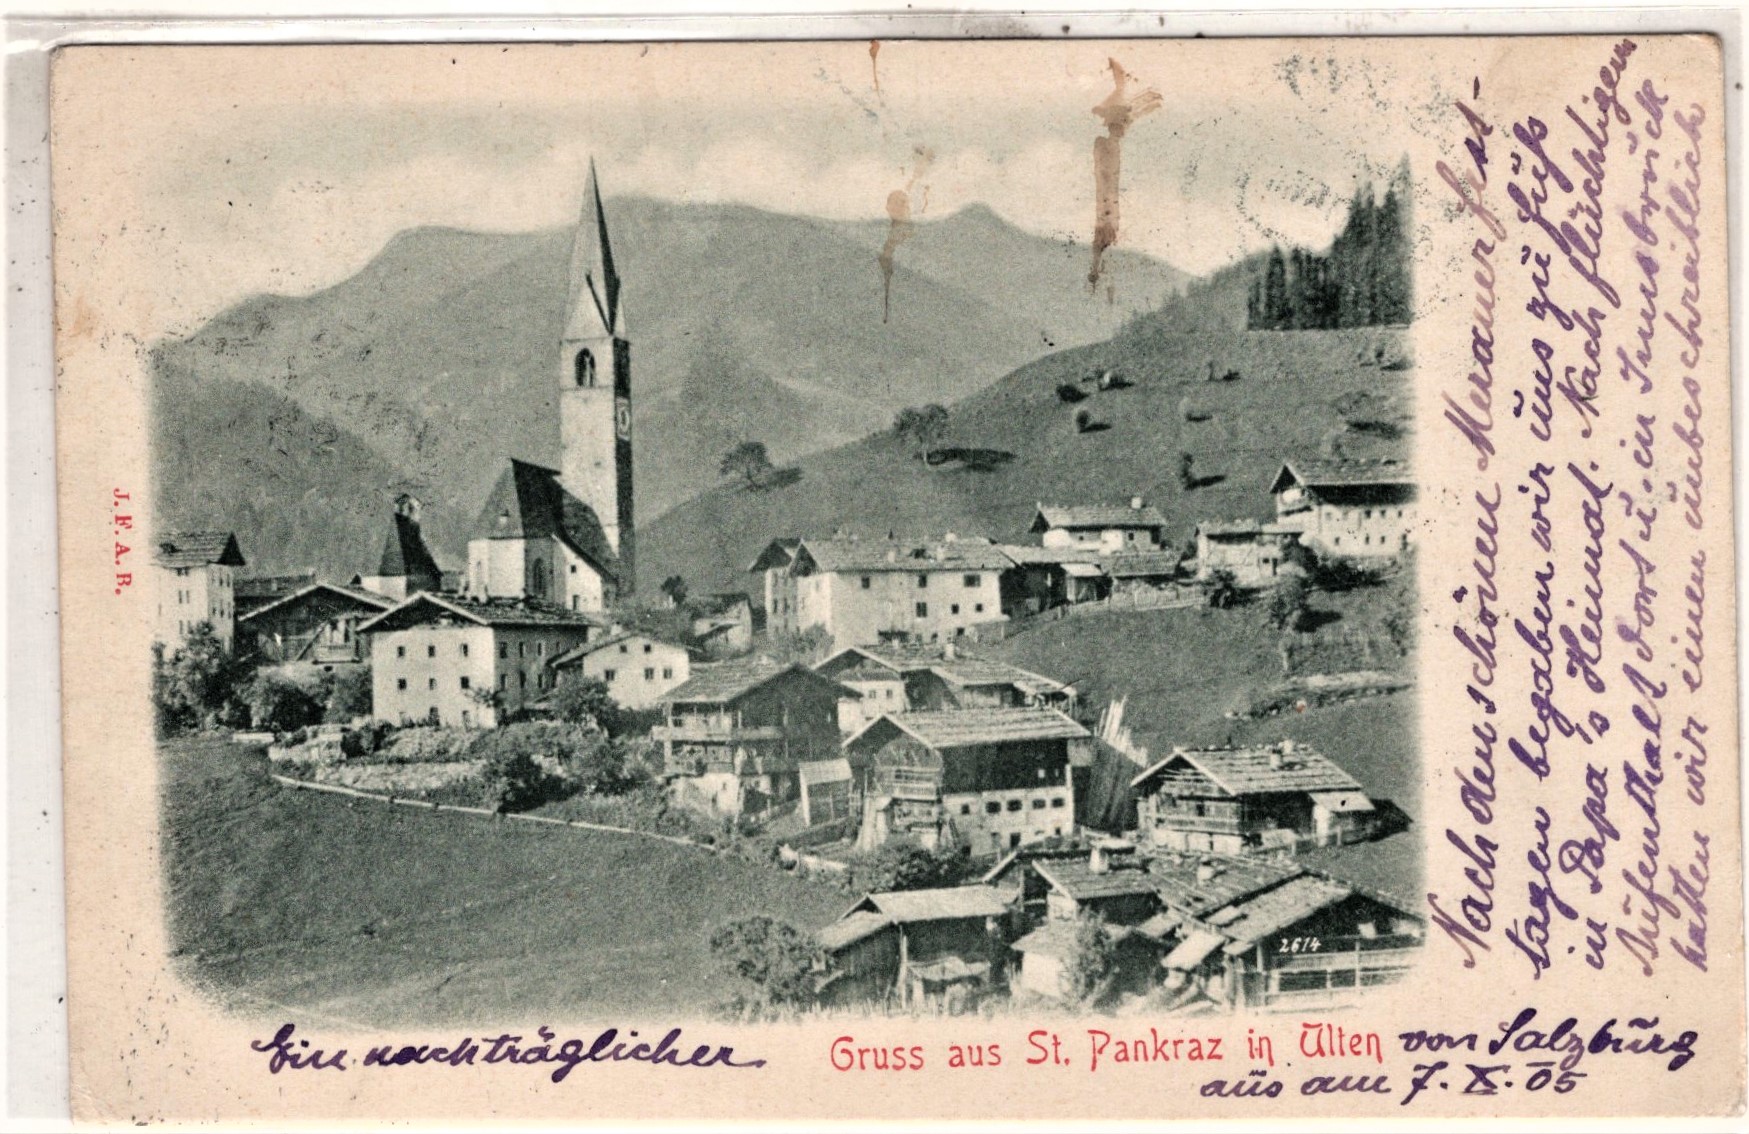 Nach den schönen Meraner fest-
tagen begaben wir uns zu fuß
in Papa's Heimat. Nach flüchtigem
Aufenthalt dort u. in Innsbruck
hatten wir einen unbeschreiblich
J. F. A. B.
2614
Ein nachträglicher Gruss aus St. Pankraz in Ulten von Salzburg
aus am 7. X. 05